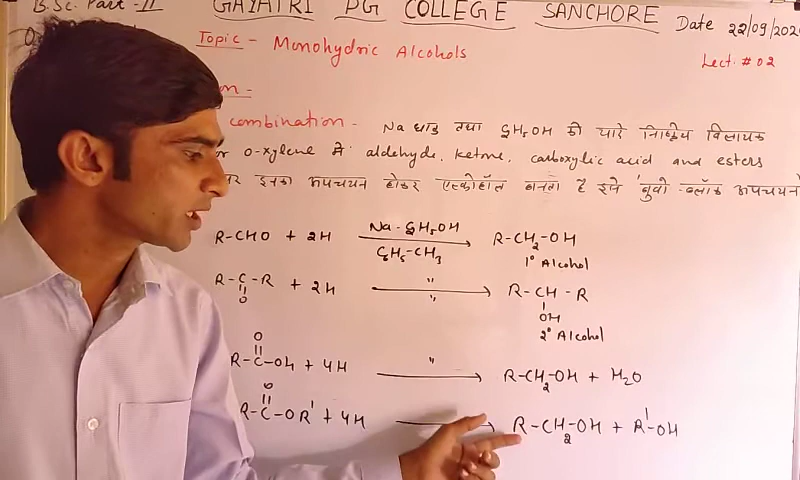 B.Sc. Part-II GAYATRI PG COLLEGE SANCHORE Date 22/09/202
Topic - Monohydric Alcohols
Lect. # 02
combination - Na धातु तथा C2H5OH को यदि निष्क्रिय विलायक
o-xylene में aldehyde, ketone, carboxylic acid and esters
इनका अपचयन होकर एल्कोहॉल बनता है इसे बुवो-ब्लॉक अपचयन
R-CHO + 2H Na-C2H5OH C6H5-CH3 R-CH2-OH
1° Alcohol
R-C-R + 2H " R-CH-R
O " OH
2° Alcohol
O
R-C-OH + 4H " R-CH2-OH + H2O
O
R-C-OR' + 4H R-CH2-OH + R'-OH